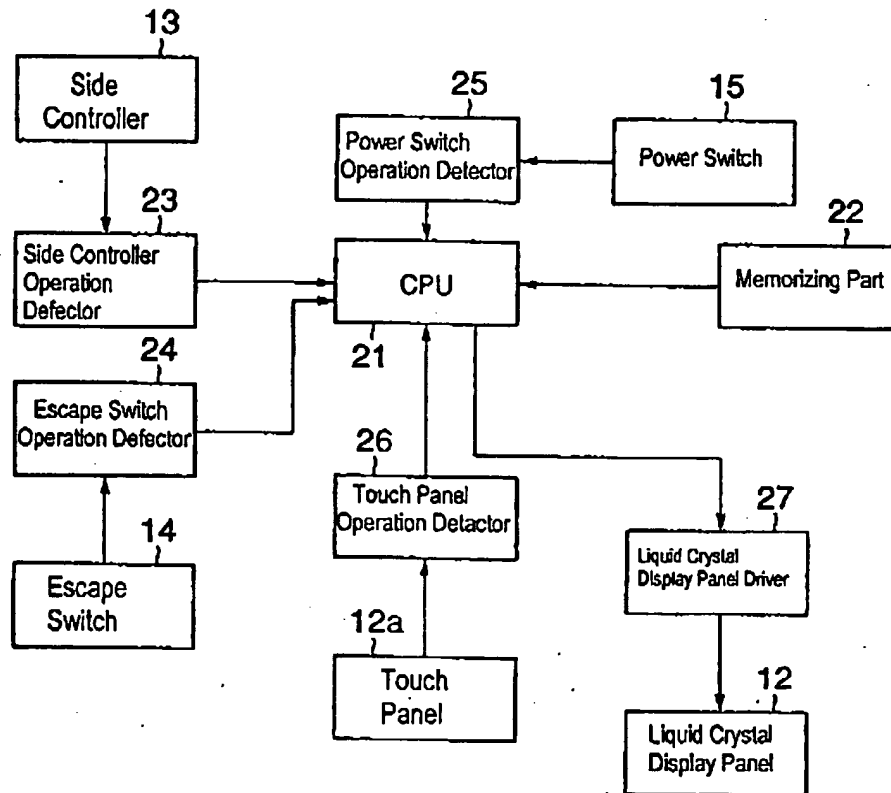 13
Side
Controller
25
Power Switch
Operation Defector
15
Power Switch
23
Side Controller
Operation
Defector
CPU
21
22
Memorizing Part
24
Escape Switch
Operation Defector
26
Touch Panel
Operation Detactor
14
Escape
Switch
27
Liquid Crystal
Display Panel Driver
12a
Touch
Panel
12
Liquid Crystal
Display Panel